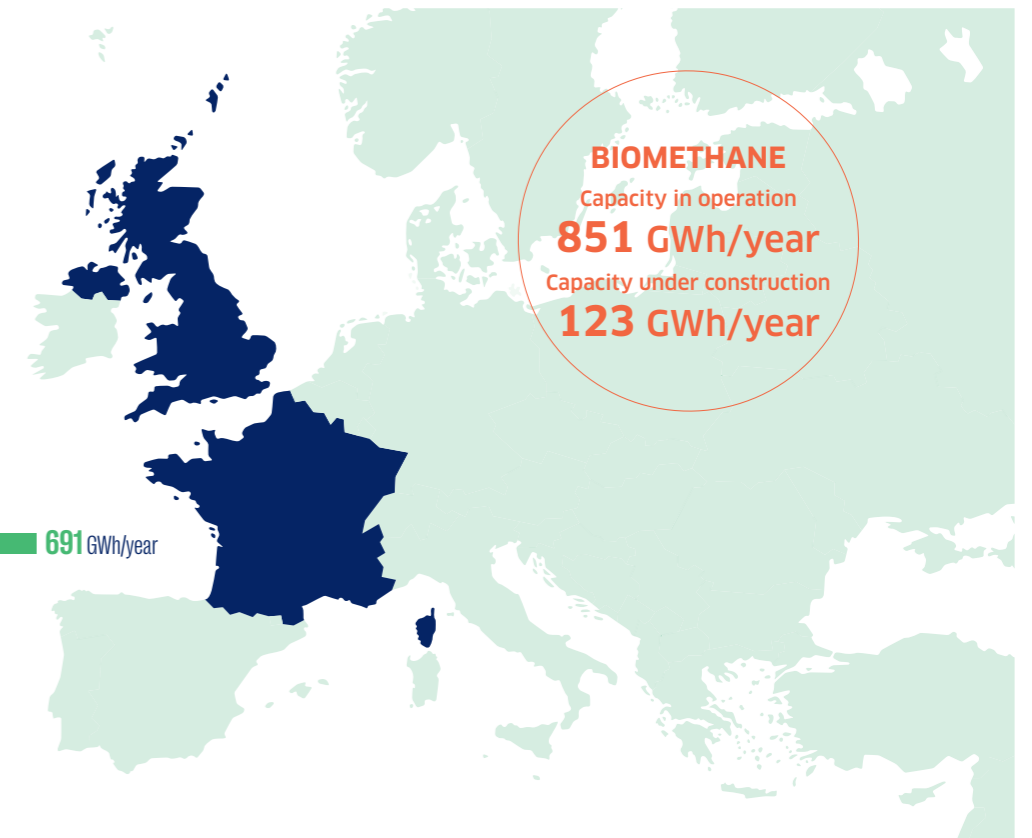 BIOMETHANE
Capacity in operation
851 GWh/year
Capacity under construction
123 GWh/year
691 GWh/year